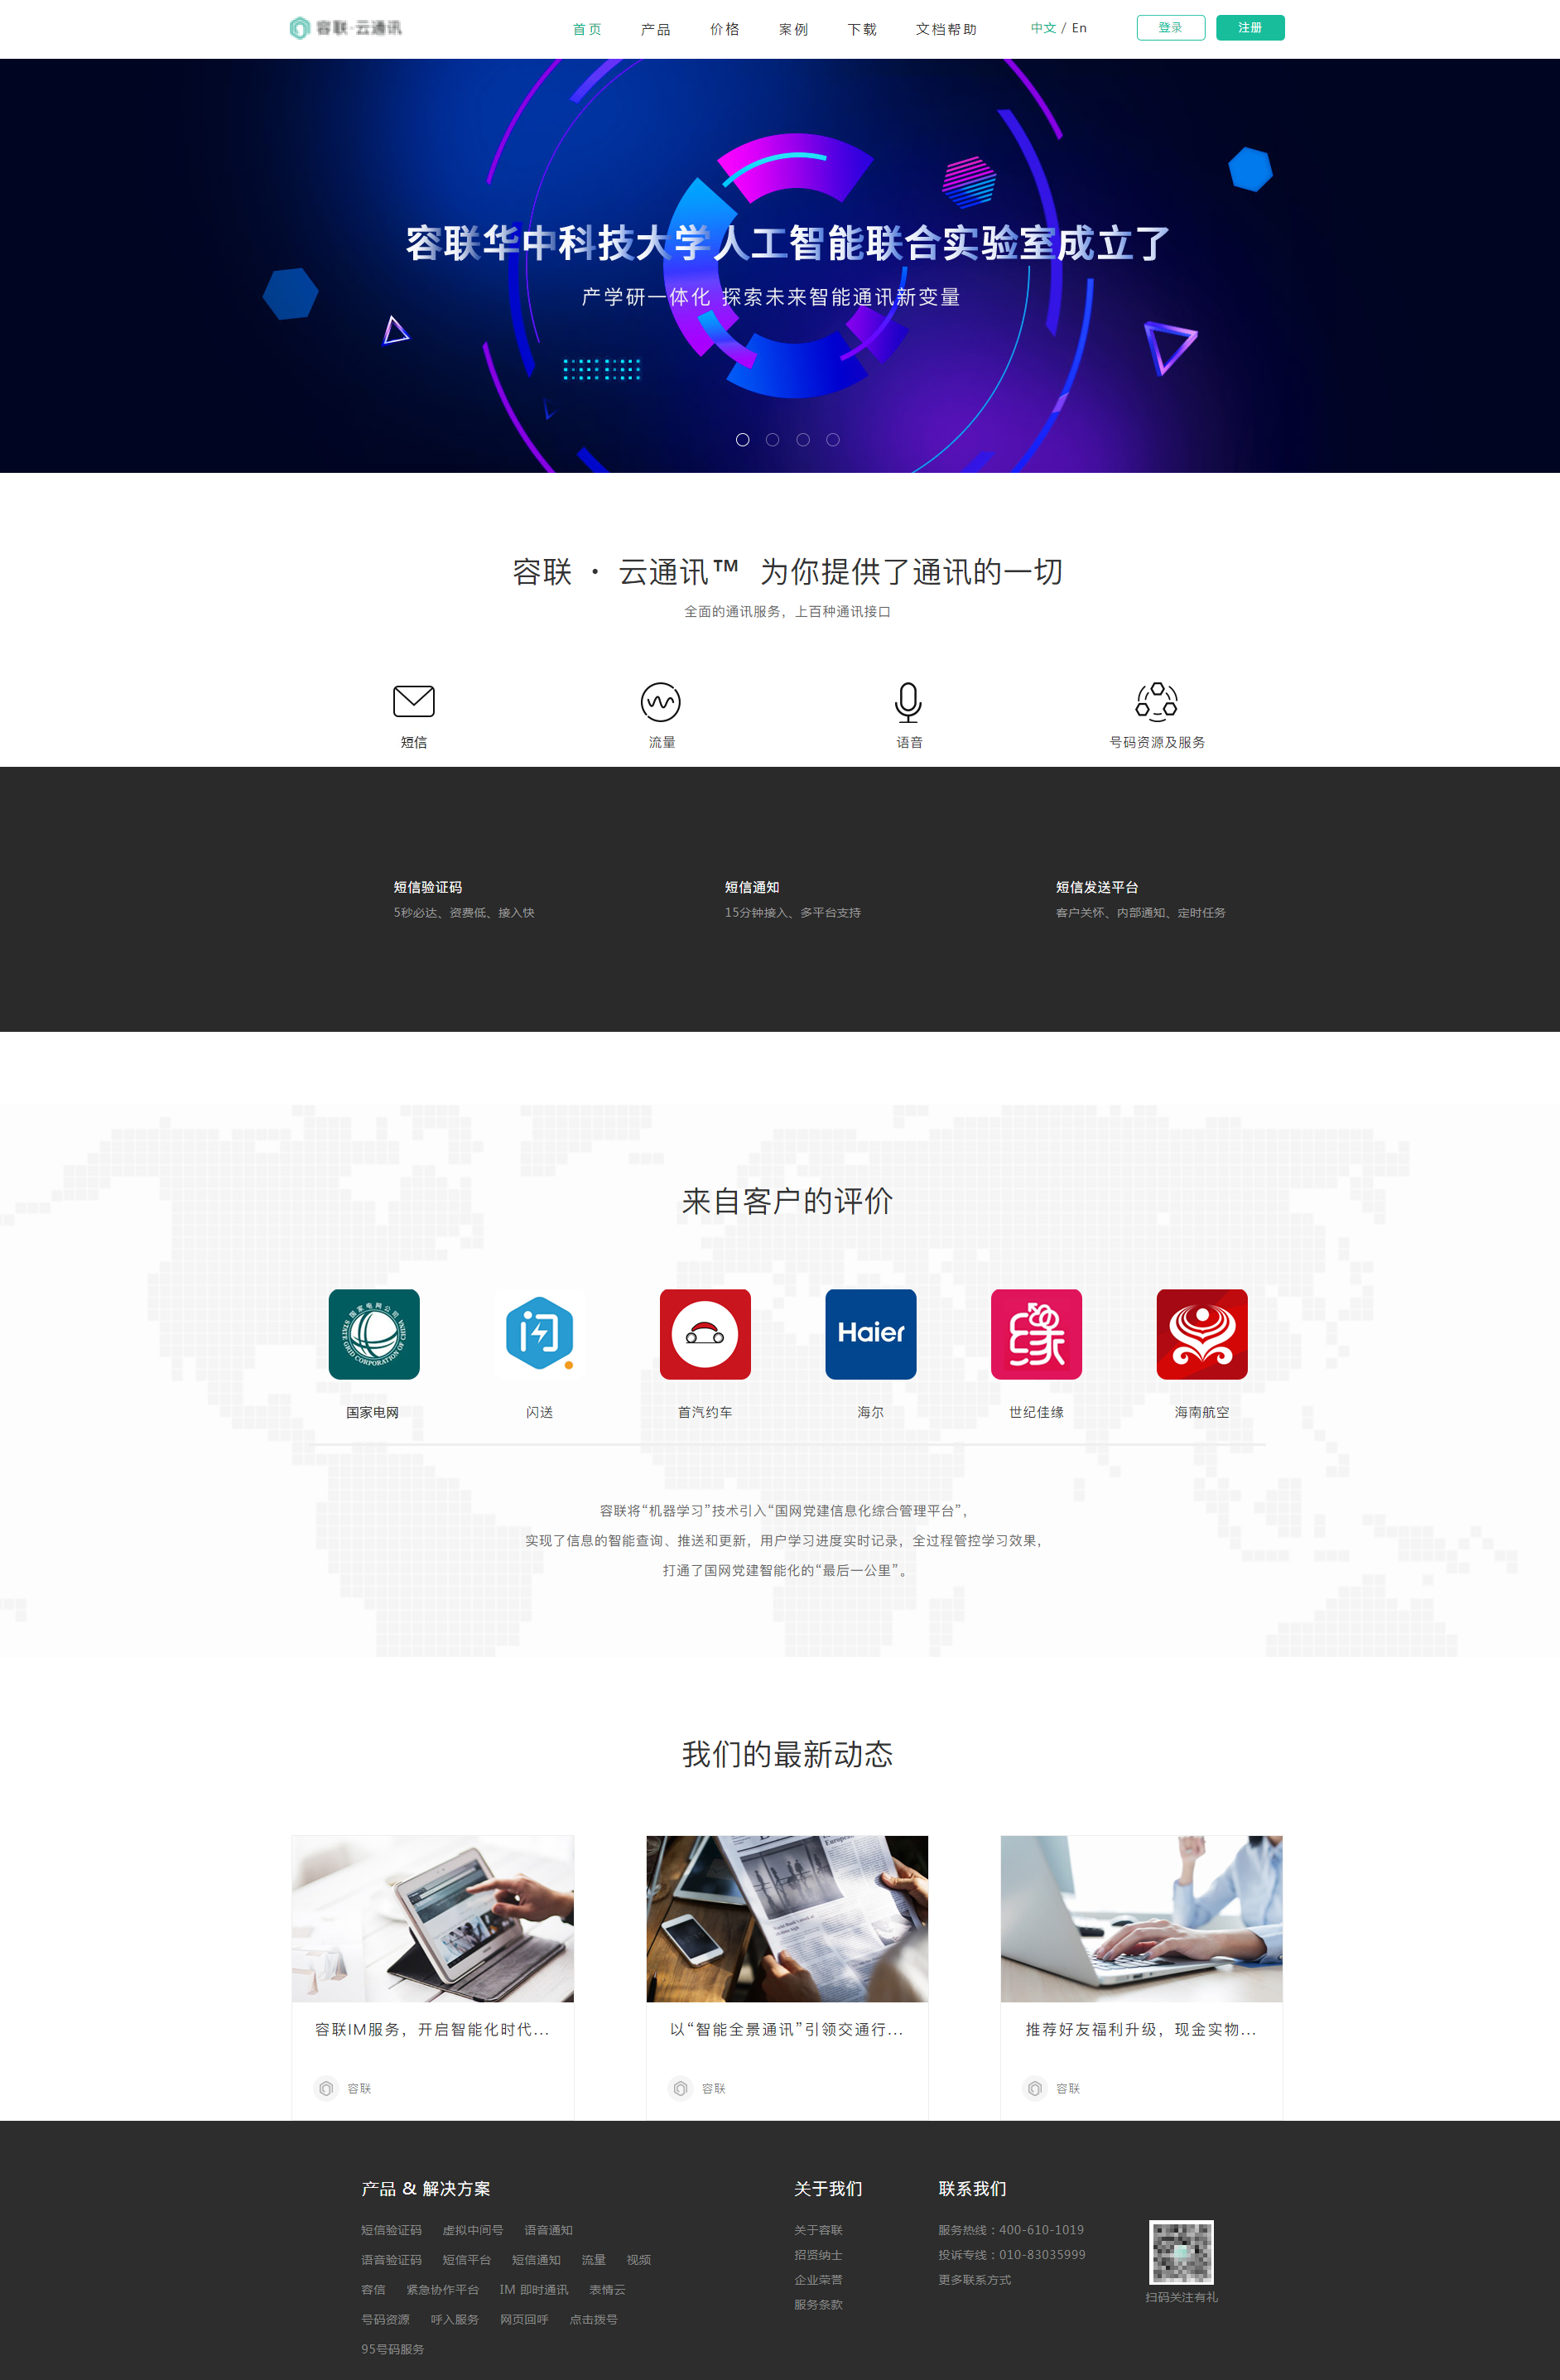 容联·云通讯
首页 产品 价格 案例 下载 文档帮助 中文 / En 登录 注册
容联华中科技大学人工智能联合实验室成立了
产学研一体化 探索未来智能通讯新变量
容联 · 云通讯™ 为你提供了通讯的一切
全面的通讯服务，上百种通讯接口
短信 流量 语音 号码资源及服务
短信验证码 短信通知 短信发送平台
5秒必达、资费低、接入快 15分钟接入、多平台支持 客户关怀、内部通知、定时任务
来自客户的评价
国家电网公司
STATE GRID CORPORATION OF CHINA
闪
Haier
缘
国家电网 闪送 首汽约车 海尔 世纪佳缘 海南航空
容联将“机器学习”技术引入“国网党建信息化综合管理平台”，
实现了信息的智能查询、推送和更新，用户学习进度实时记录，全过程管控学习效果，
打通了国网党建智能化的“最后一公里”。
我们的最新动态
European
容联IM服务，开启智能化时代... 以“智能全景通讯”引领交通行... 推荐好友福利升级，现金实物...
容联 容联 容联
产品 & 解决方案 关于我们 联系我们
短信验证码 虚拟中间号 语音通知 关于容联 服务热线：400-610-1019
语音验证码 短信平台 短信通知 流量 视频 招贤纳士 投诉专线：010-83035999
容信 紧急协作平台 IM 即时通讯 表情云 企业荣誉 更多联系方式
号码资源 呼入服务 网页回呼 点击拨号 服务条款 扫码关注有礼
95号码服务